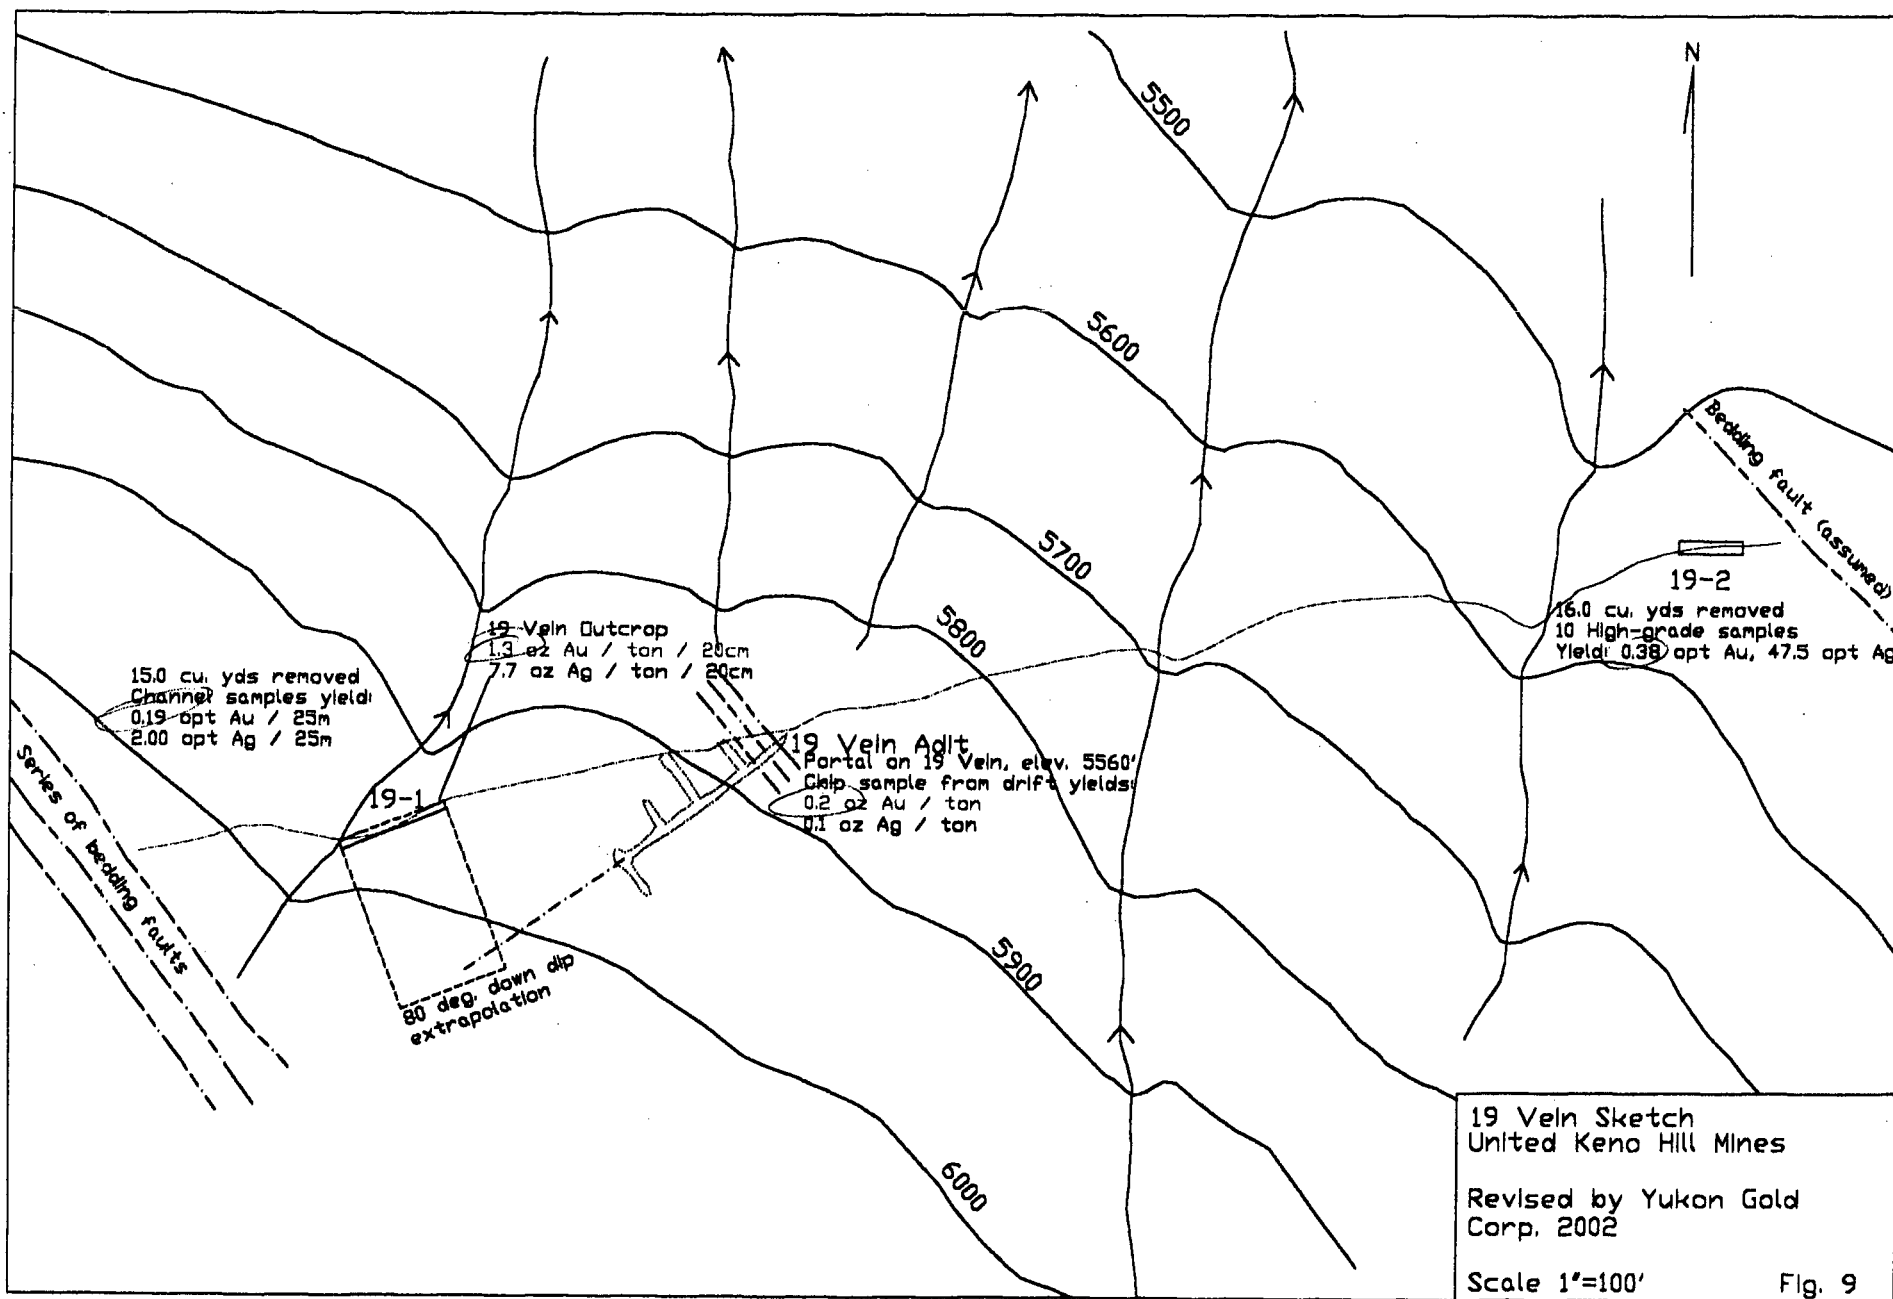 N
5500
5600
5700
5800
5900
6000
Bedding fault (assumed)
19-2
16.0 cu. yds removed
10 High-grade samples
Yield: 0.38 opt Au, 47.5 opt Ag
19 Vein Outcrop
1.3 oz Au / ton / 20cm
7.7 oz Ag / ton / 20cm
15.0 cu. yds removed
Channel samples yield:
0.19 opt Au / 25m
2.00 opt Ag / 25m
Series of bedding faults
19-1
19 Vein Adit
Portal on 19 Vein, elev. 5560'
Chip sample from drift yields:
0.2 oz Au / ton
0.1 oz Ag / ton
80 deg. down dip
extrapolation
19 Vein Sketch
United Keno Hill Mines
Revised by Yukon Gold
Corp. 2002
Scale 1"=100'
Fig. 9